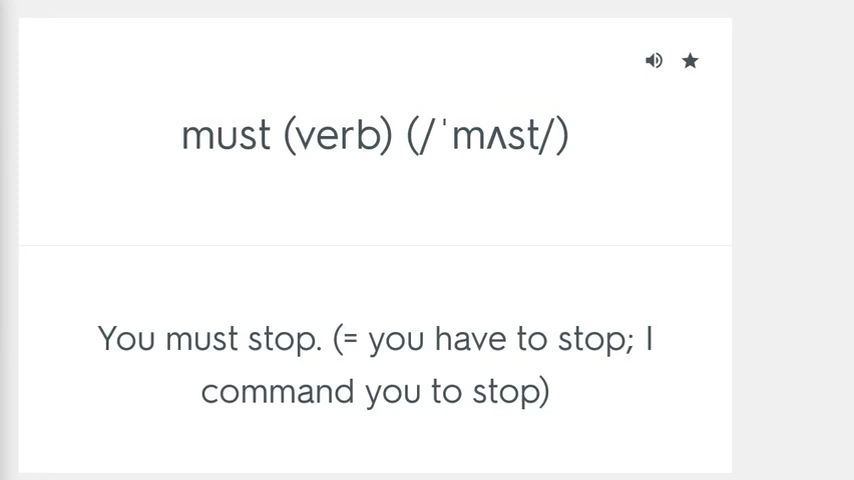 must (verb) (/ˈmʌst/)
You must stop. (= you have to stop; I
command you to stop)